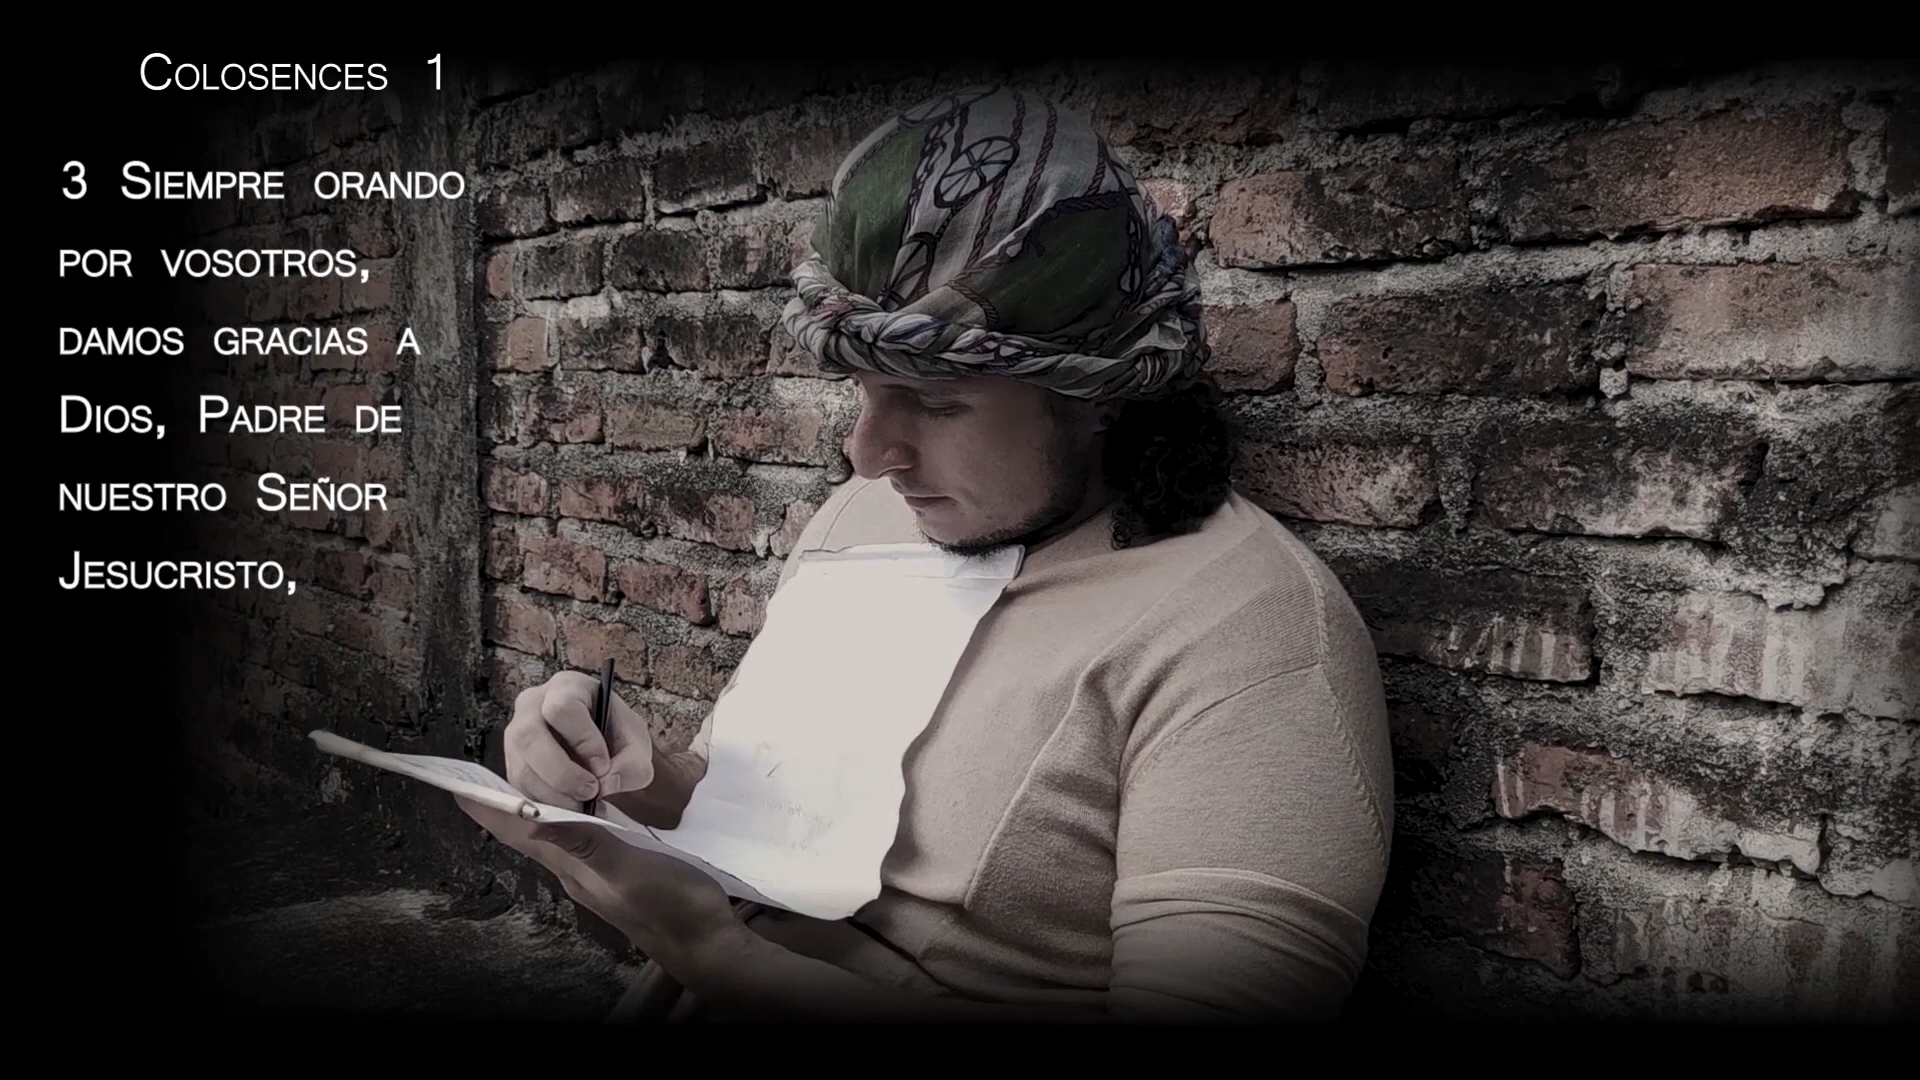 Colosences 1
3 Siempre orando
por vosotros,
damos gracias a
Dios, Padre de
nuestro Señor
Jesucristo,